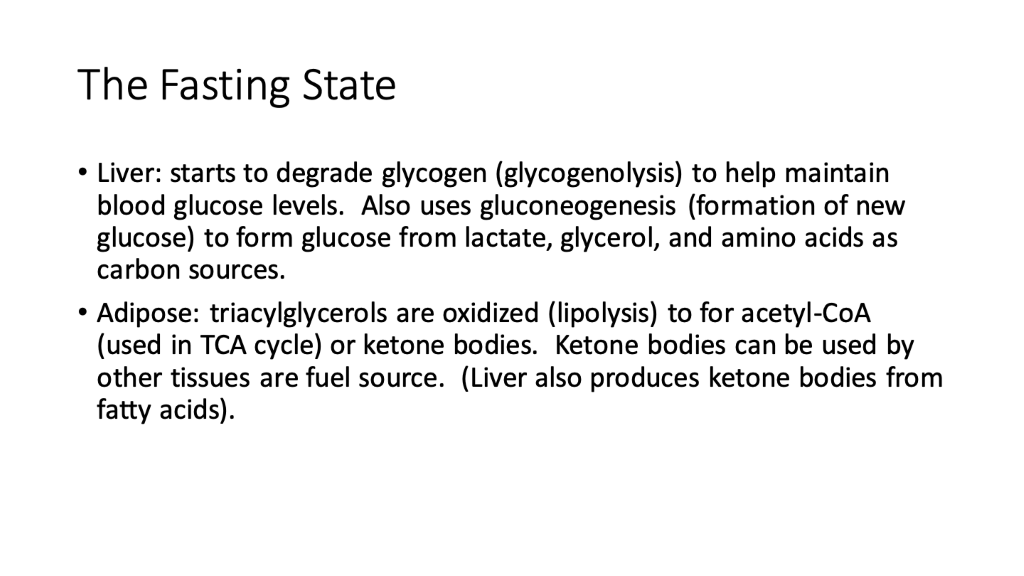 The Fasting State
• Liver: starts to degrade glycogen (glycogenolysis) to help maintain
blood glucose levels.  Also uses gluconeogenesis (formation of new
glucose) to form glucose from lactate, glycerol, and amino acids as
carbon sources.
• Adipose: triacylglycerols are oxidized (lipolysis) to for acetyl-CoA
(used in TCA cycle) or ketone bodies.  Ketone bodies can be used by
other tissues are fuel source.  (Liver also produces ketone bodies from
fatty acids).